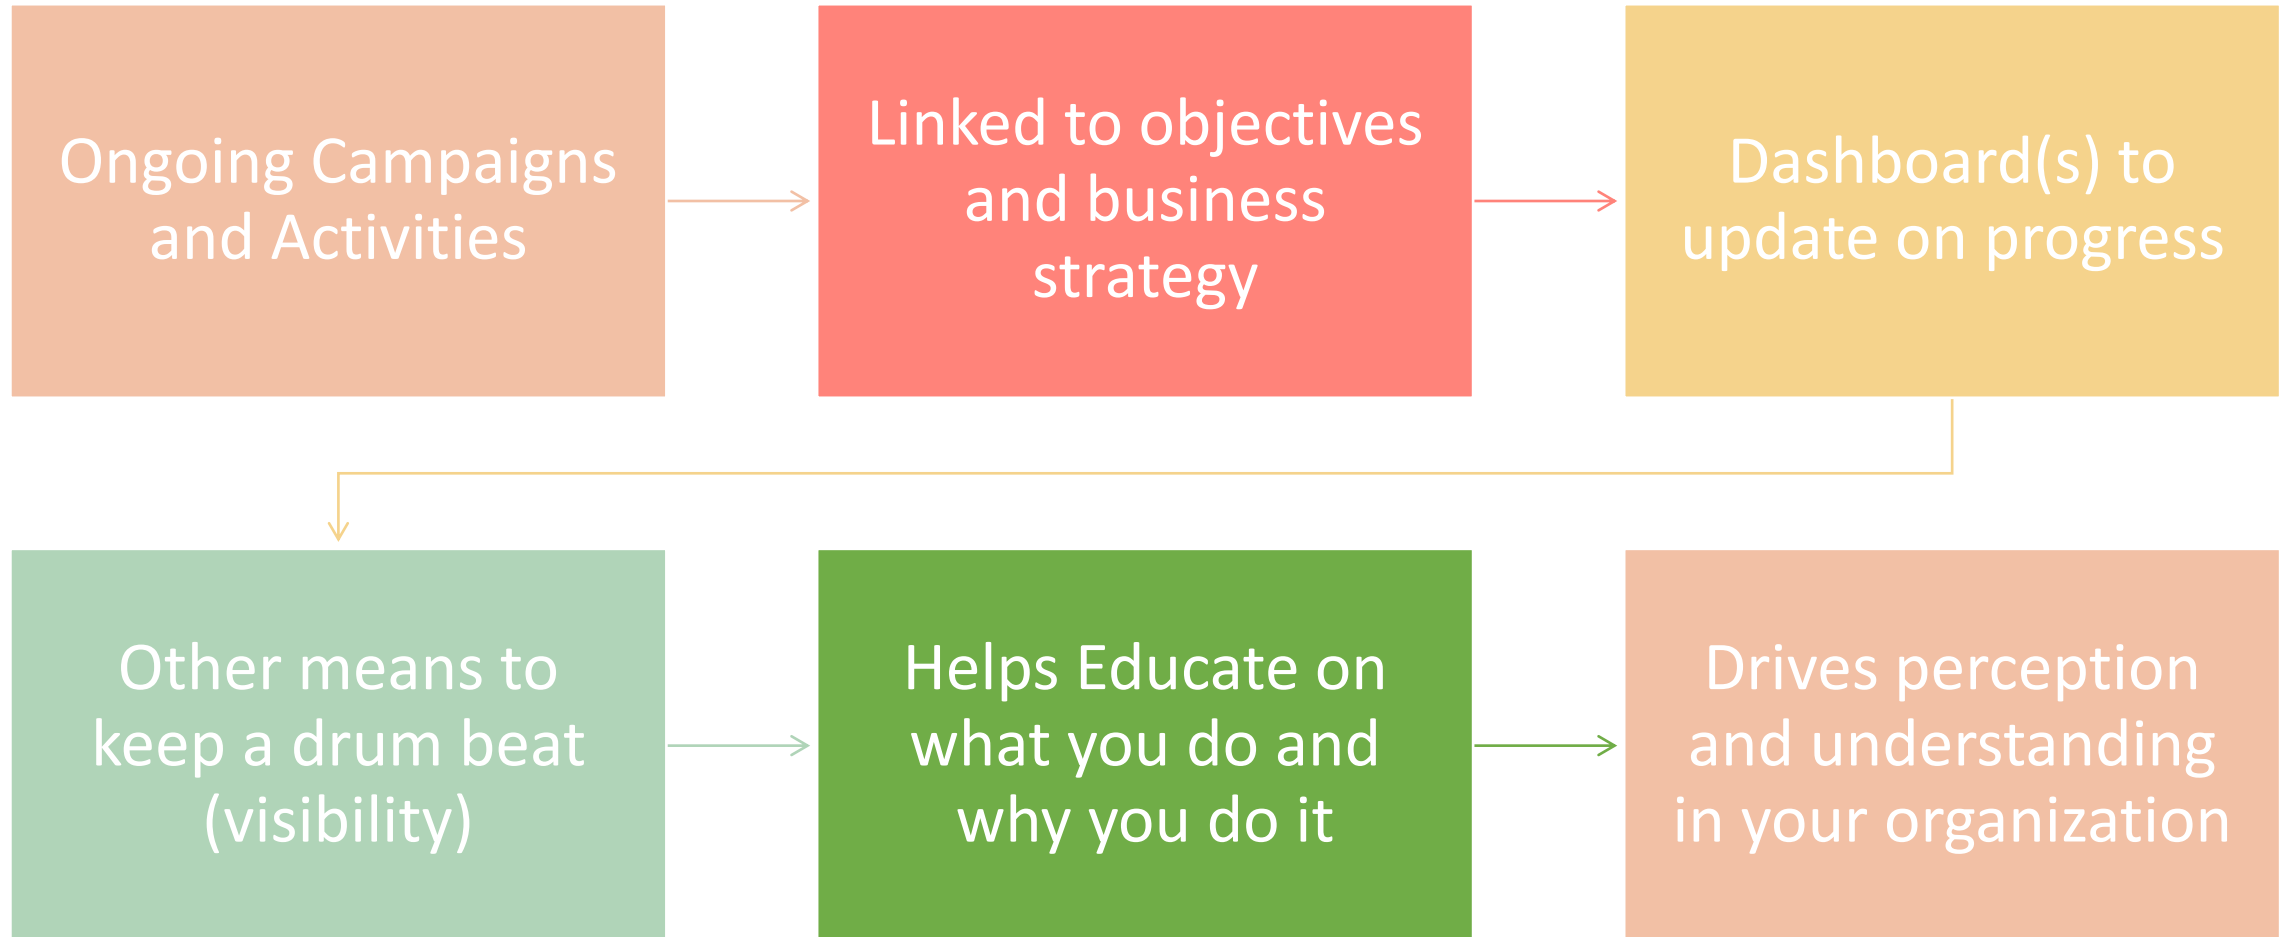 Ongoing Campaigns
and Activities
Linked to objectives
and business
strategy
Dashboard(s) to
update on progress
Other means to
keep a drum beat
(visibility)
Helps Educate on
what you do and
why you do it
Drives perception
and understanding
in your organization